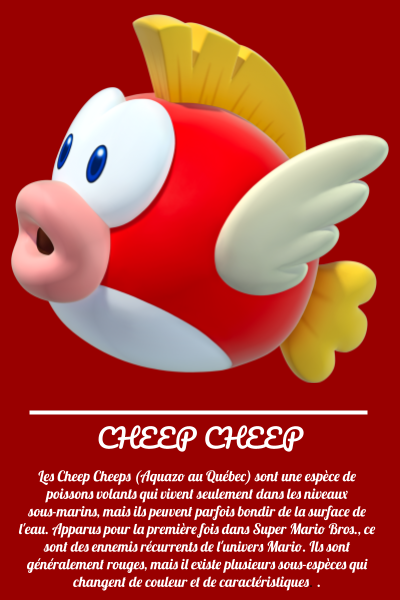 CHEEP CHEEP
Les Cheep Cheeps (Aquazo au Québec) sont une espèce de
poissons volants qui vivent seulement dans les niveaux
sous-marins, mais ils peuvent parfois bondir de la surface de
l'eau. Apparus pour la première fois dans Super Mario Bros., ce
sont des ennemis récurrents de l'univers Mario. Ils sont
généralement rouges, mais il existe plusieurs sous-espèces qui
changent de couleur et de caractéristiques .